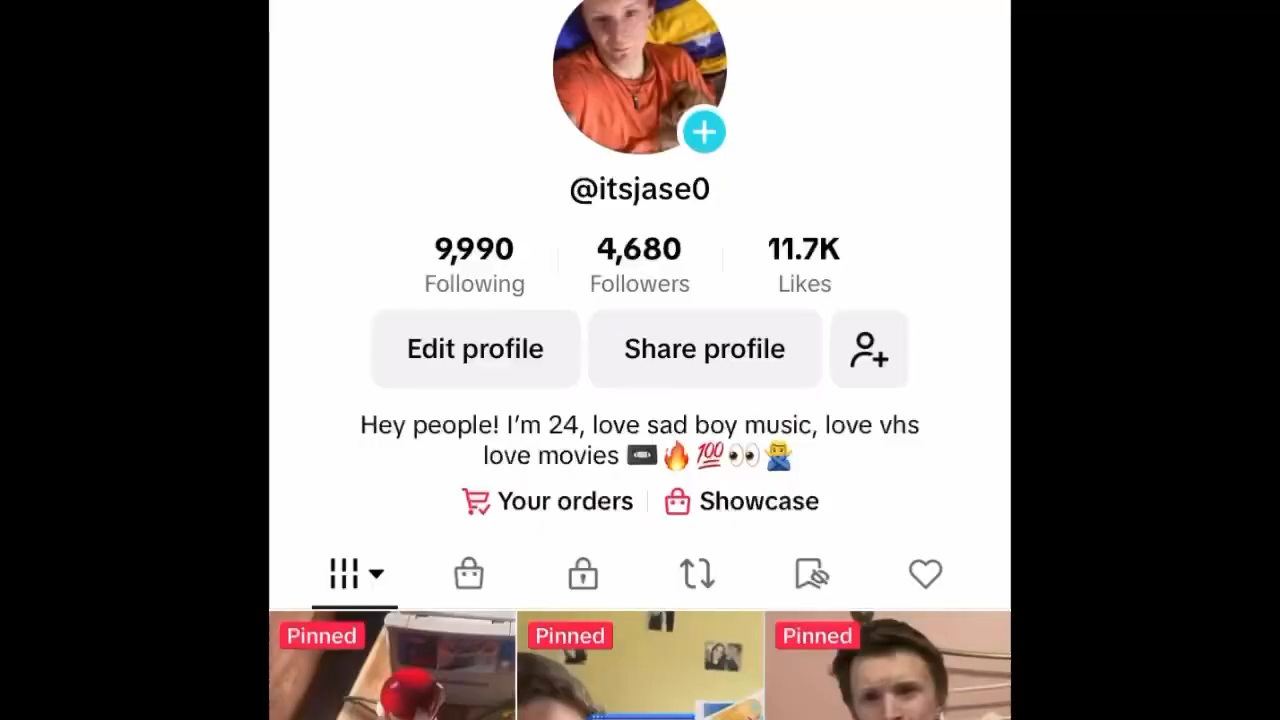 @itsjase0
9,990 4,680 11.7K
Following Followers Likes
Edit profile Share profile
Hey people! I’m 24, love sad boy music, love vhs
love movies 📼🔥💯👀🙅‍♂️
Your orders Showcase
Pinned Pinned Pinned